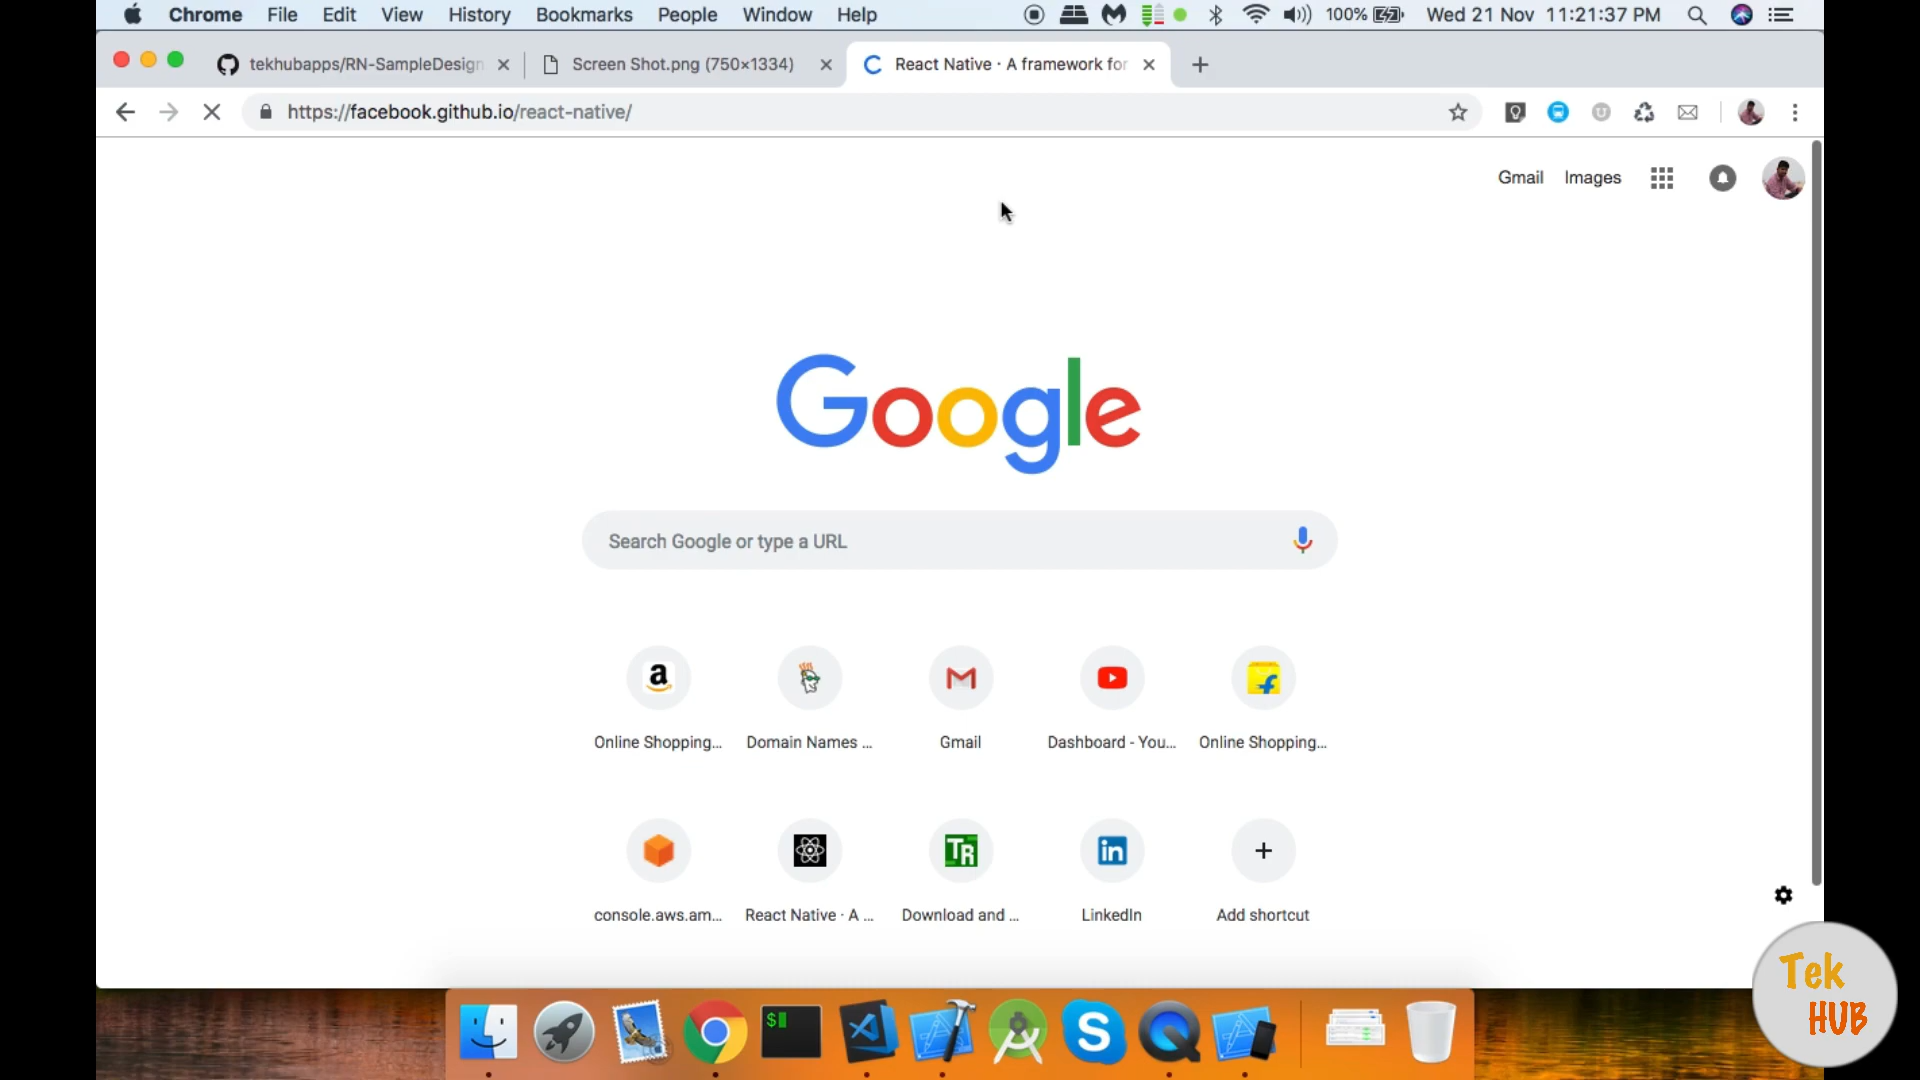 Chrome File Edit View History Bookmarks People Window Help 100% Wed 21 Nov 11:21:37 PM
tekhubapps/RN-SampleDesign Screen Shot.png (750×1334) React Native · A framework for
https://facebook.github.io/react-native/
Gmail Images
Google
Search Google or type a URL
Online Shopping... Domain Names ... Gmail Dashboard - You... Online Shopping...
console.aws.am... React Native · A ... Download and ... LinkedIn Add shortcut
Tek
HUB